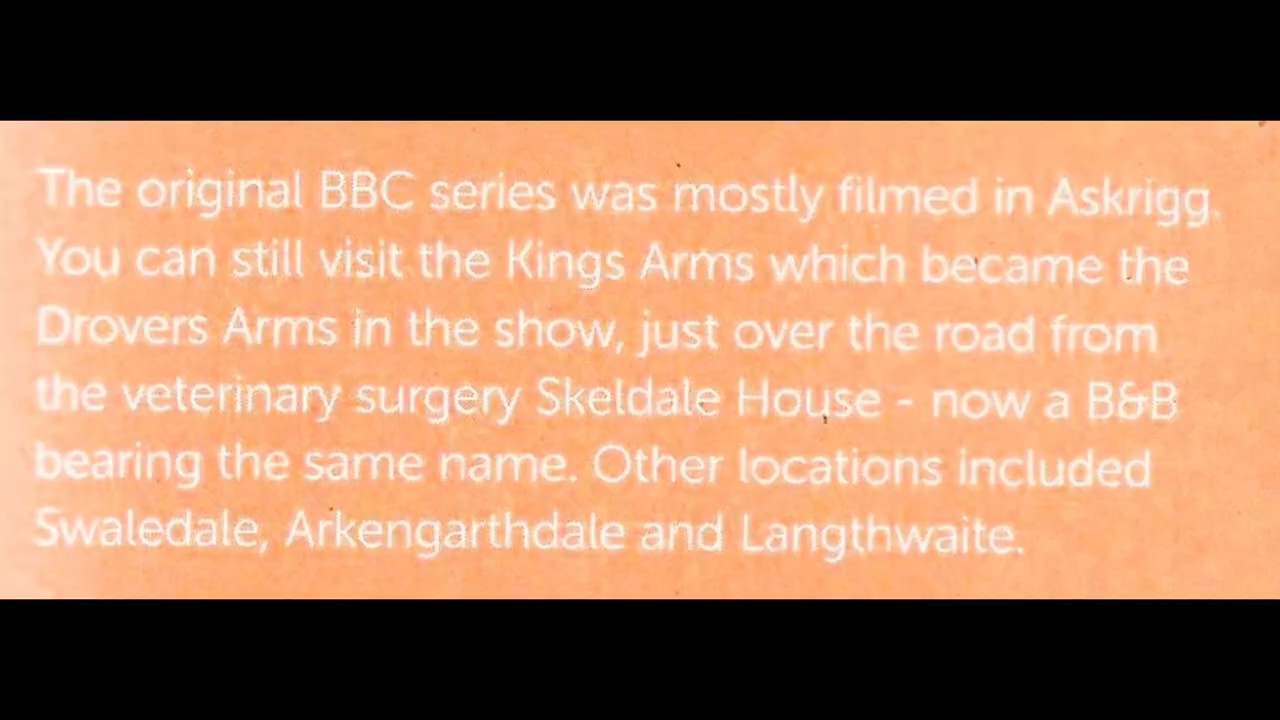 The original BBC series was mostly filmed in Askrigg.
You can still visit the Kings Arms which became the
Drovers Arms in the show, just over the road from
the veterinary surgery Skeldale House - now a B&B
bearing the same name. Other locations included
Swaledale, Arkengarthdale and Langthwaite.